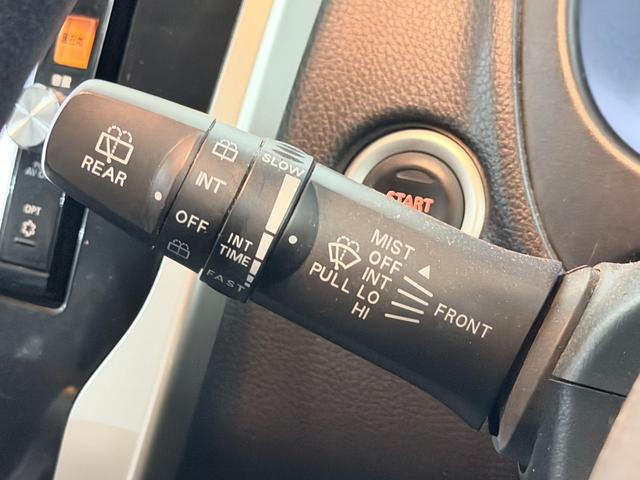 REAR
INT
OFF
SLOW
INT
TIME
FAST
MIST
OFF
INT
PULL LO
HI
FRONT
START
OPT